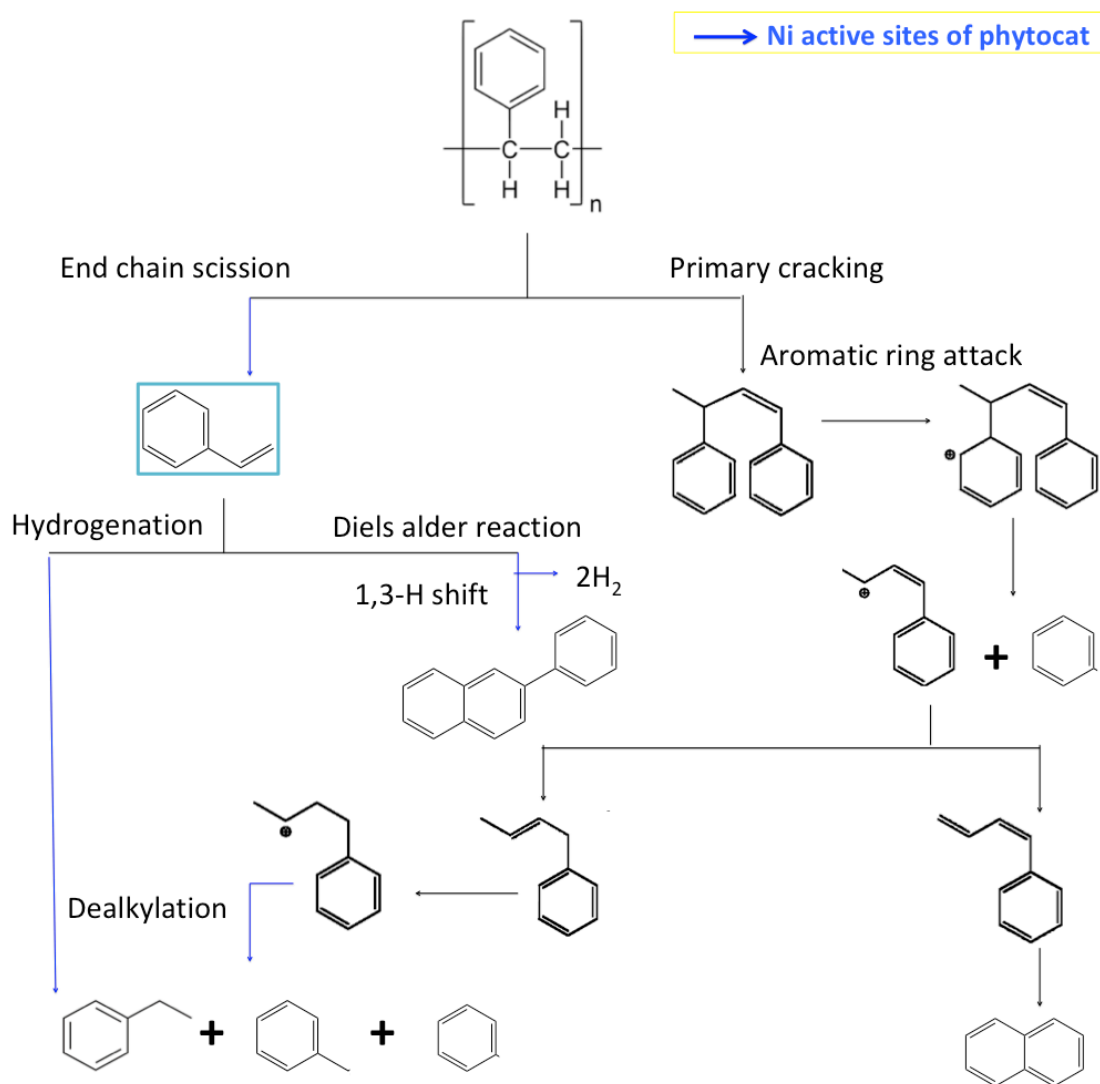 Ni active sites of phytocat
H
C
C
H
H
n
End chain scission
Primary cracking
Aromatic ring attack
Hydrogenation
Diels alder reaction
1,3-H shift
2H₂
+
Dealkylation
+
+